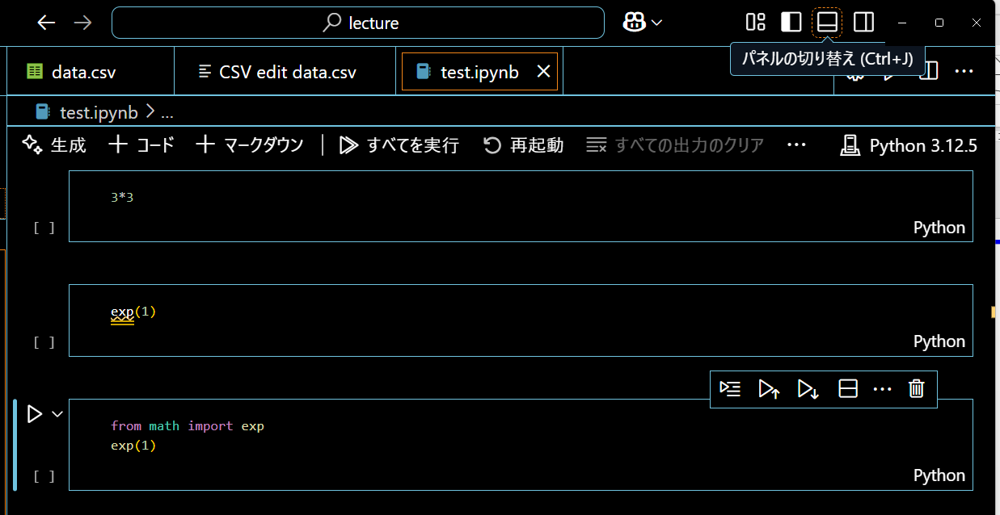 lecture
パネルの切り替え (Ctrl+J)
data.csv
CSV edit data.csv
test.ipynb
test.ipynb > ...
生成 + コード + マークダウン | すべてを実行 再起動 すべての出力のクリア ... Python 3.12.5
3*3
[ ]
Python
exp(1)
[ ]
Python
from math import exp
exp(1)
[ ]
Python